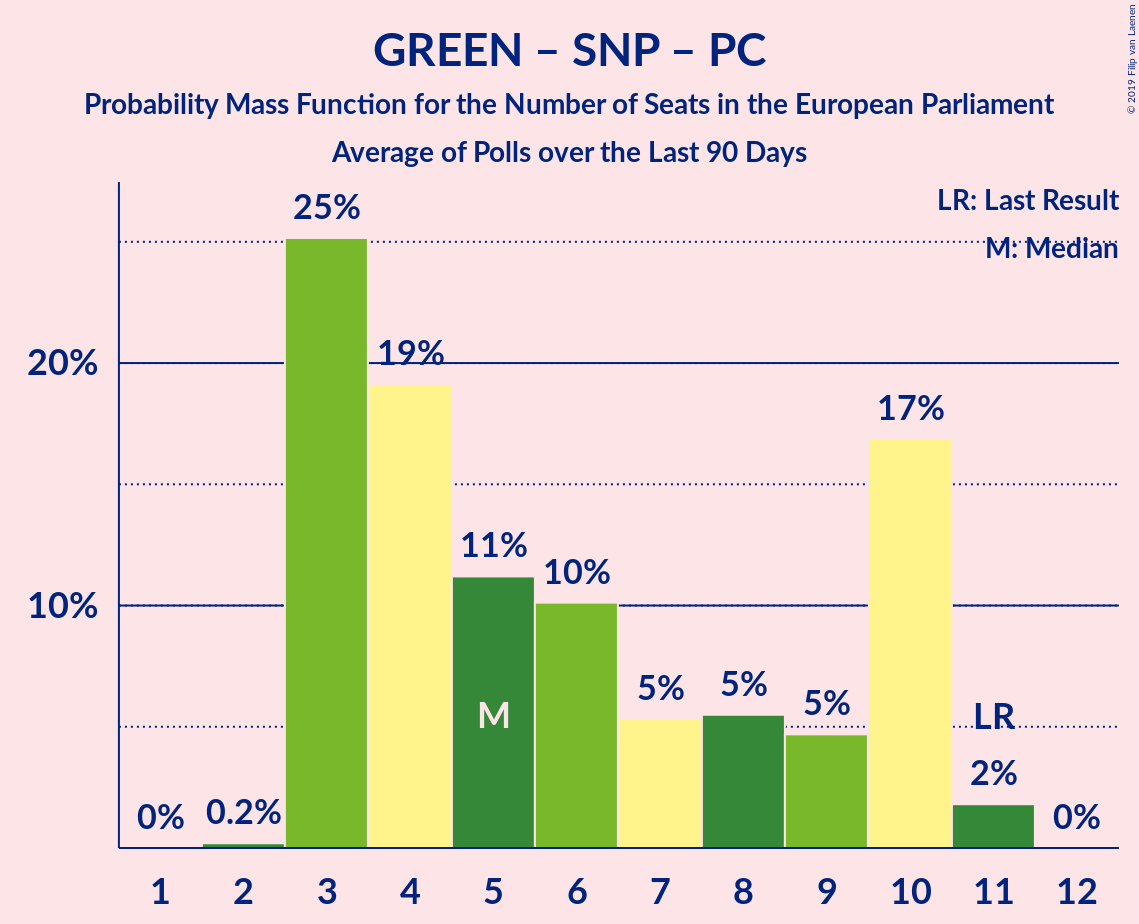 GREEN – SNP – PC
Probability Mass Function for the Number of Seats in the European Parliament
Average of Polls over the Last 90 Days
© 2019 Filip van Laenen
LR: Last Result
M: Median
25%
20%
19%
17%
11%
10%
10%
5%
5%
5%
M
LR
2%
0%
0.2%
0%
1 2 3 4 5 6 7 8 9 10 11 12